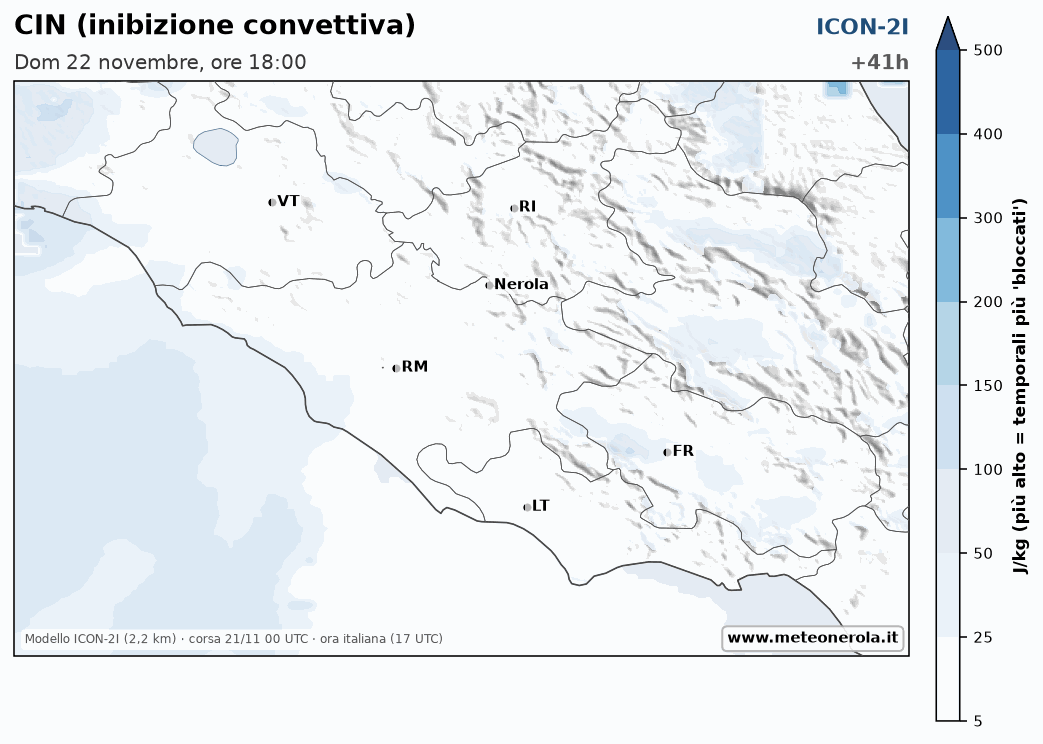 CIN (inibizione convettiva)
ICON-2I
Dom 22 novembre, ore 18:00
+41h
VT
RI
Nerola
RM
FR
LT
Modello ICON-2I (2,2 km) · corsa 21/11 00 UTC · ora italiana (17 UTC)
www.meteonerola.it
500
400
300
200
150
100
50
25
5
J/kg (più alto = temporali più 'bloccati')